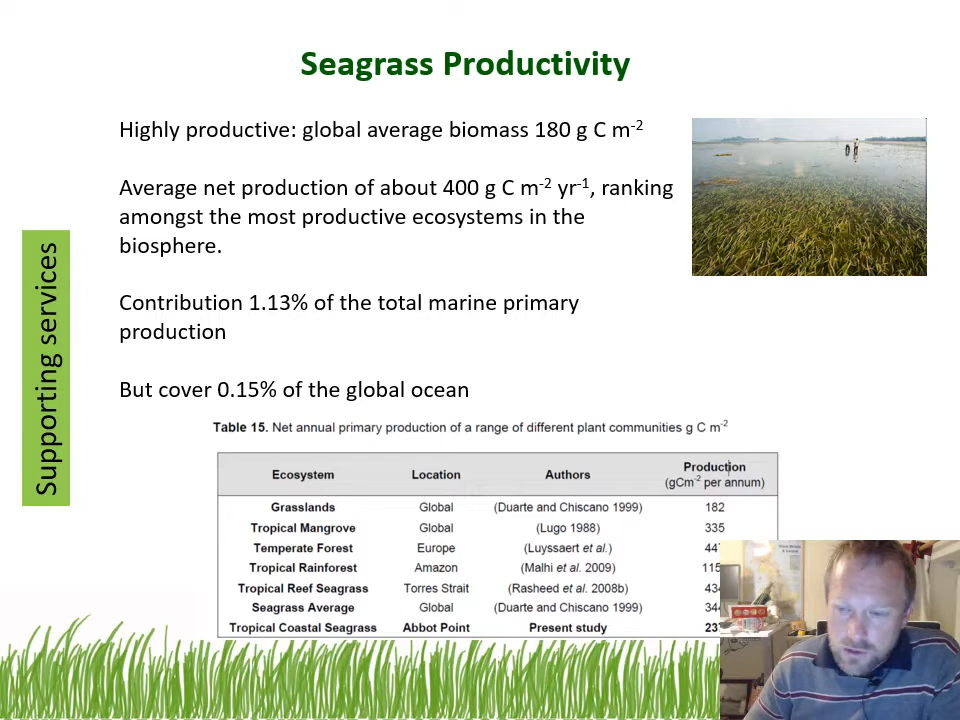 Seagrass Productivity
Highly productive: global average biomass 180 g C m-2
Average net production of about 400 g C m-2 yr-1, ranking
amongst the most productive ecosystems in the
biosphere.
Contribution 1.13% of the total marine primary
production
But cover 0.15% of the global ocean
Supporting services
Table 15. Net annual primary production of a range of different plant communities g C m-2
Ecosystem Location Authors Production
(gCm-2 per annum)
Grasslands Global (Duarte and Chiscano 1999) 182
Tropical Mangrove Global (Lugo 1988) 335
Temperate Forest Europe (Luyssaert et al.)
Tropical Rainforest Amazon (Malhi et al. 2009)
Tropical Reef Seagrass Torres Strait (Rasheed et al. 2008b)
Seagrass Average Global (Duarte and Chiscano 1999)
Tropical Coastal Seagrass Abbot Point Present study